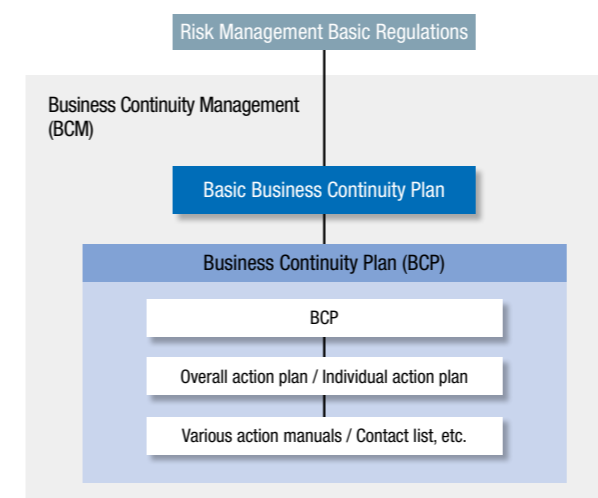 Risk Management Basic Regulations
Business Continuity Management
(BCM)
Basic Business Continuity Plan
Business Continuity Plan (BCP)
BCP
Overall action plan / Individual action plan
Various action manuals / Contact list, etc.